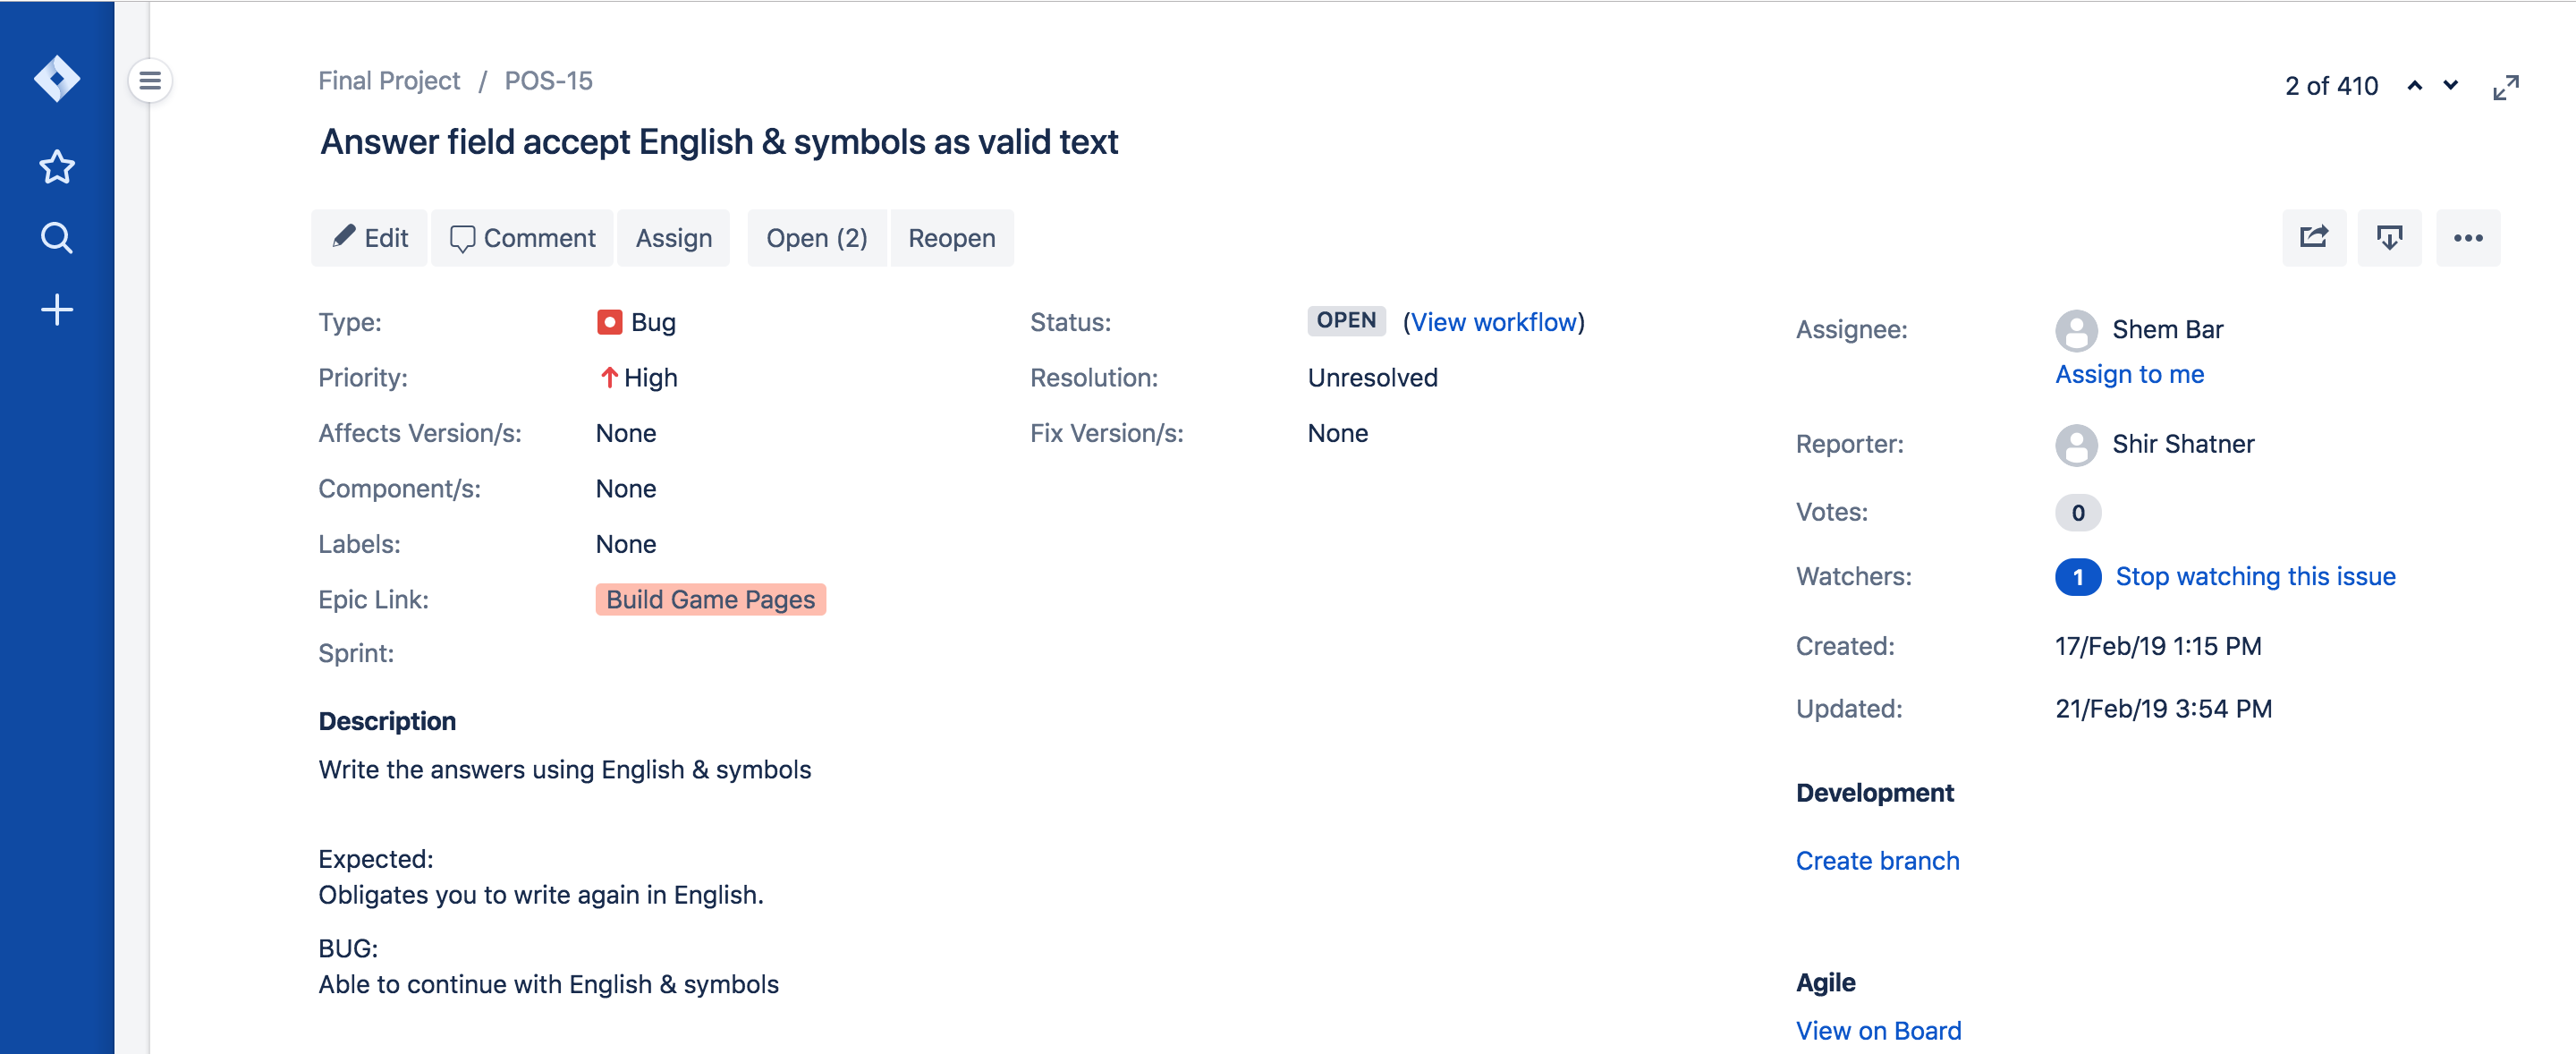 Final Project / POS-15
2 of 410
Answer field accept English & symbols as valid text
Edit Comment Assign Open (2) Reopen
Type: Bug
Priority: High
Affects Version/s: None
Component/s: None
Labels: None
Epic Link: Build Game Pages
Sprint:
Status: OPEN (View workflow)
Resolution: Unresolved
Fix Version/s: None
Description
Write the answers using English & symbols
Expected:
Obligates you to write again in English.
BUG:
Able to continue with English & symbols
Assignee: Shem Bar
Assign to me
Reporter: Shir Shatner
Votes: 0
Watchers: 1 Stop watching this issue
Created: 17/Feb/19 1:15 PM
Updated: 21/Feb/19 3:54 PM
Development
Create branch
Agile
View on Board